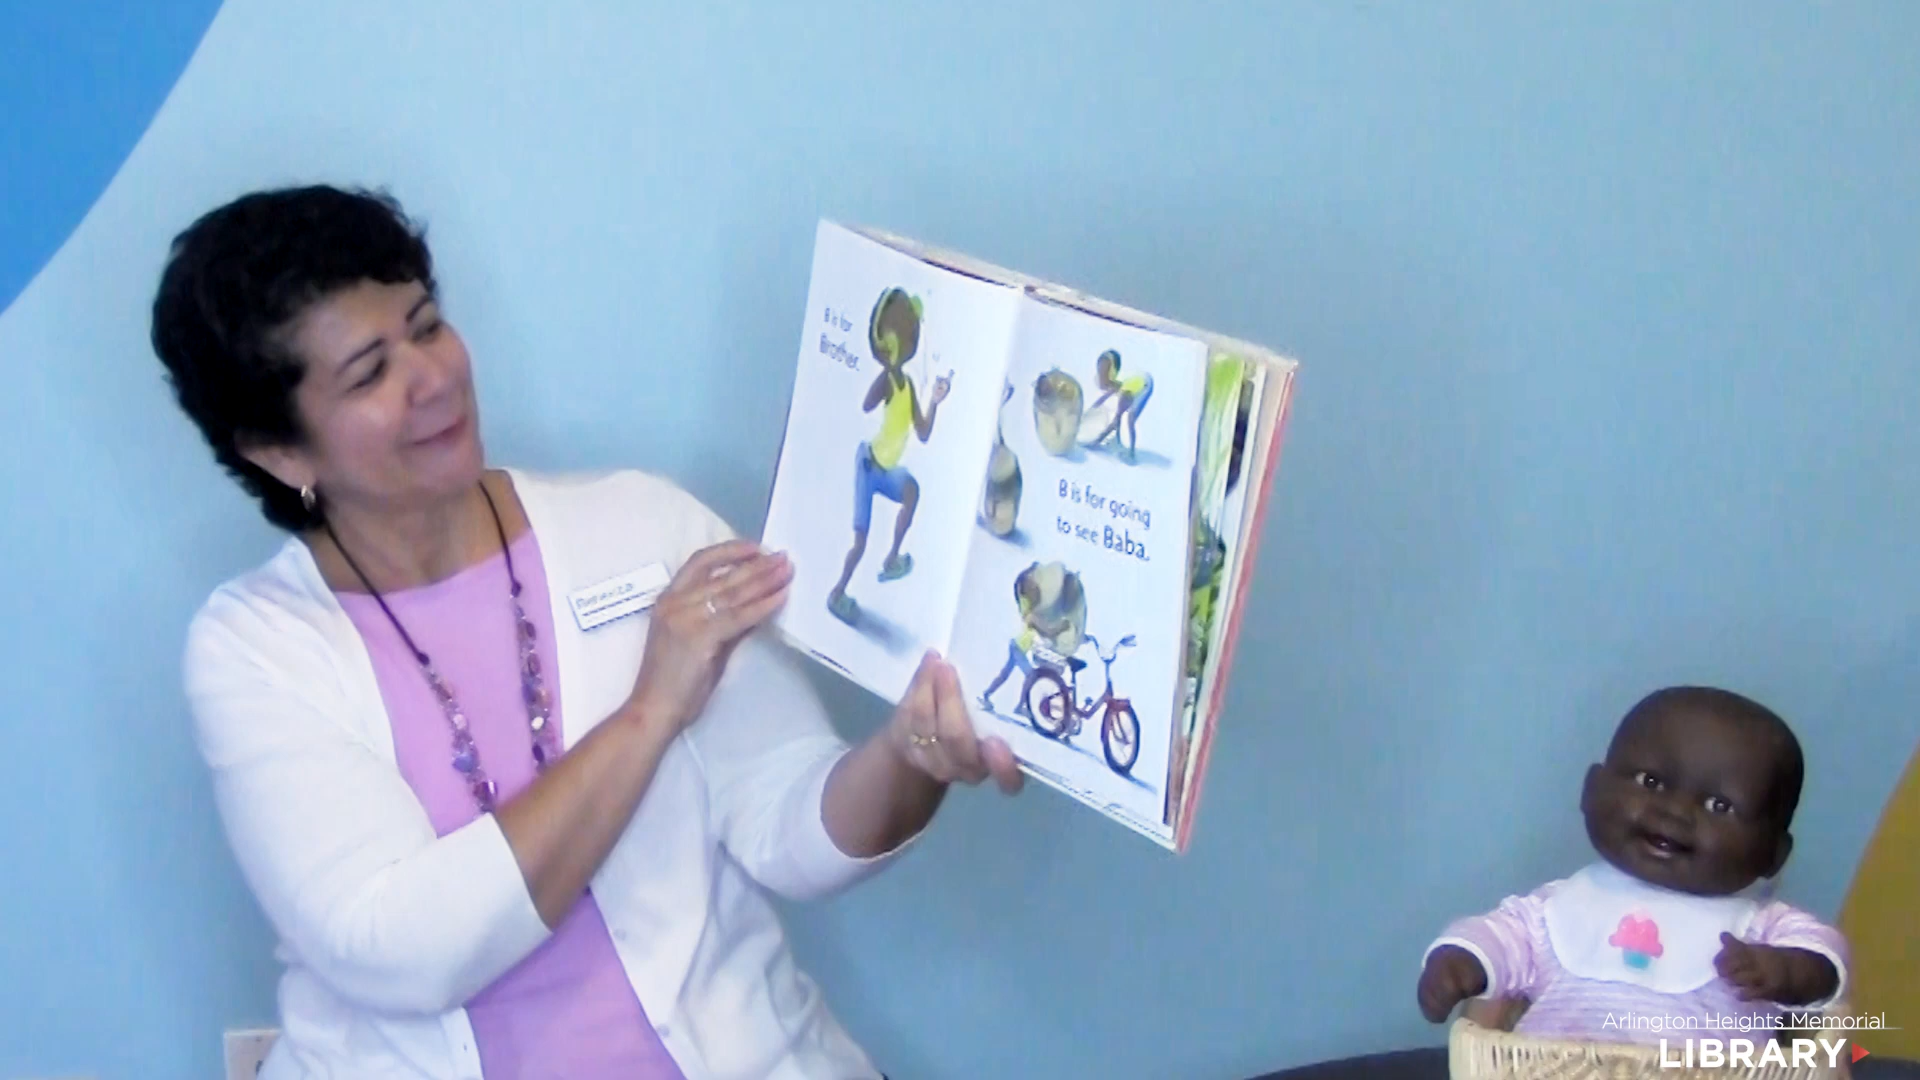 B is for
Brother.
B is for going
to see Baba.
Arlington Heights Memorial
LIBRARY